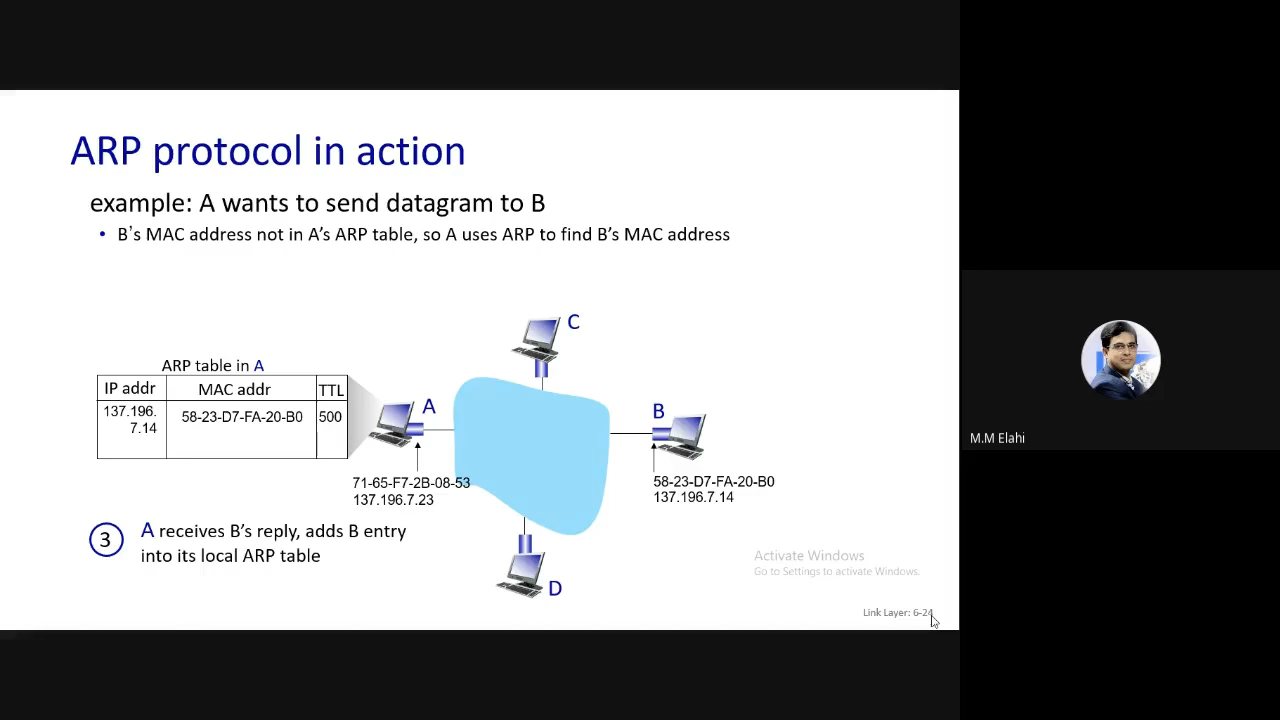 ARP protocol in action
example: A wants to send datagram to B
• B's MAC address not in A's ARP table, so A uses ARP to find B's MAC address
C
ARP table in A
IP addr MAC addr TTL
137.196.
7.14
58-23-D7-FA-20-B0 500
A
B
71-65-F7-2B-08-53
137.196.7.23
58-23-D7-FA-20-B0
137.196.7.14
3 A receives B's reply, adds B entry
into its local ARP table
D
Activate Windows
Go to Settings to activate Windows.
Link Layer: 6-24
M.M Elahi